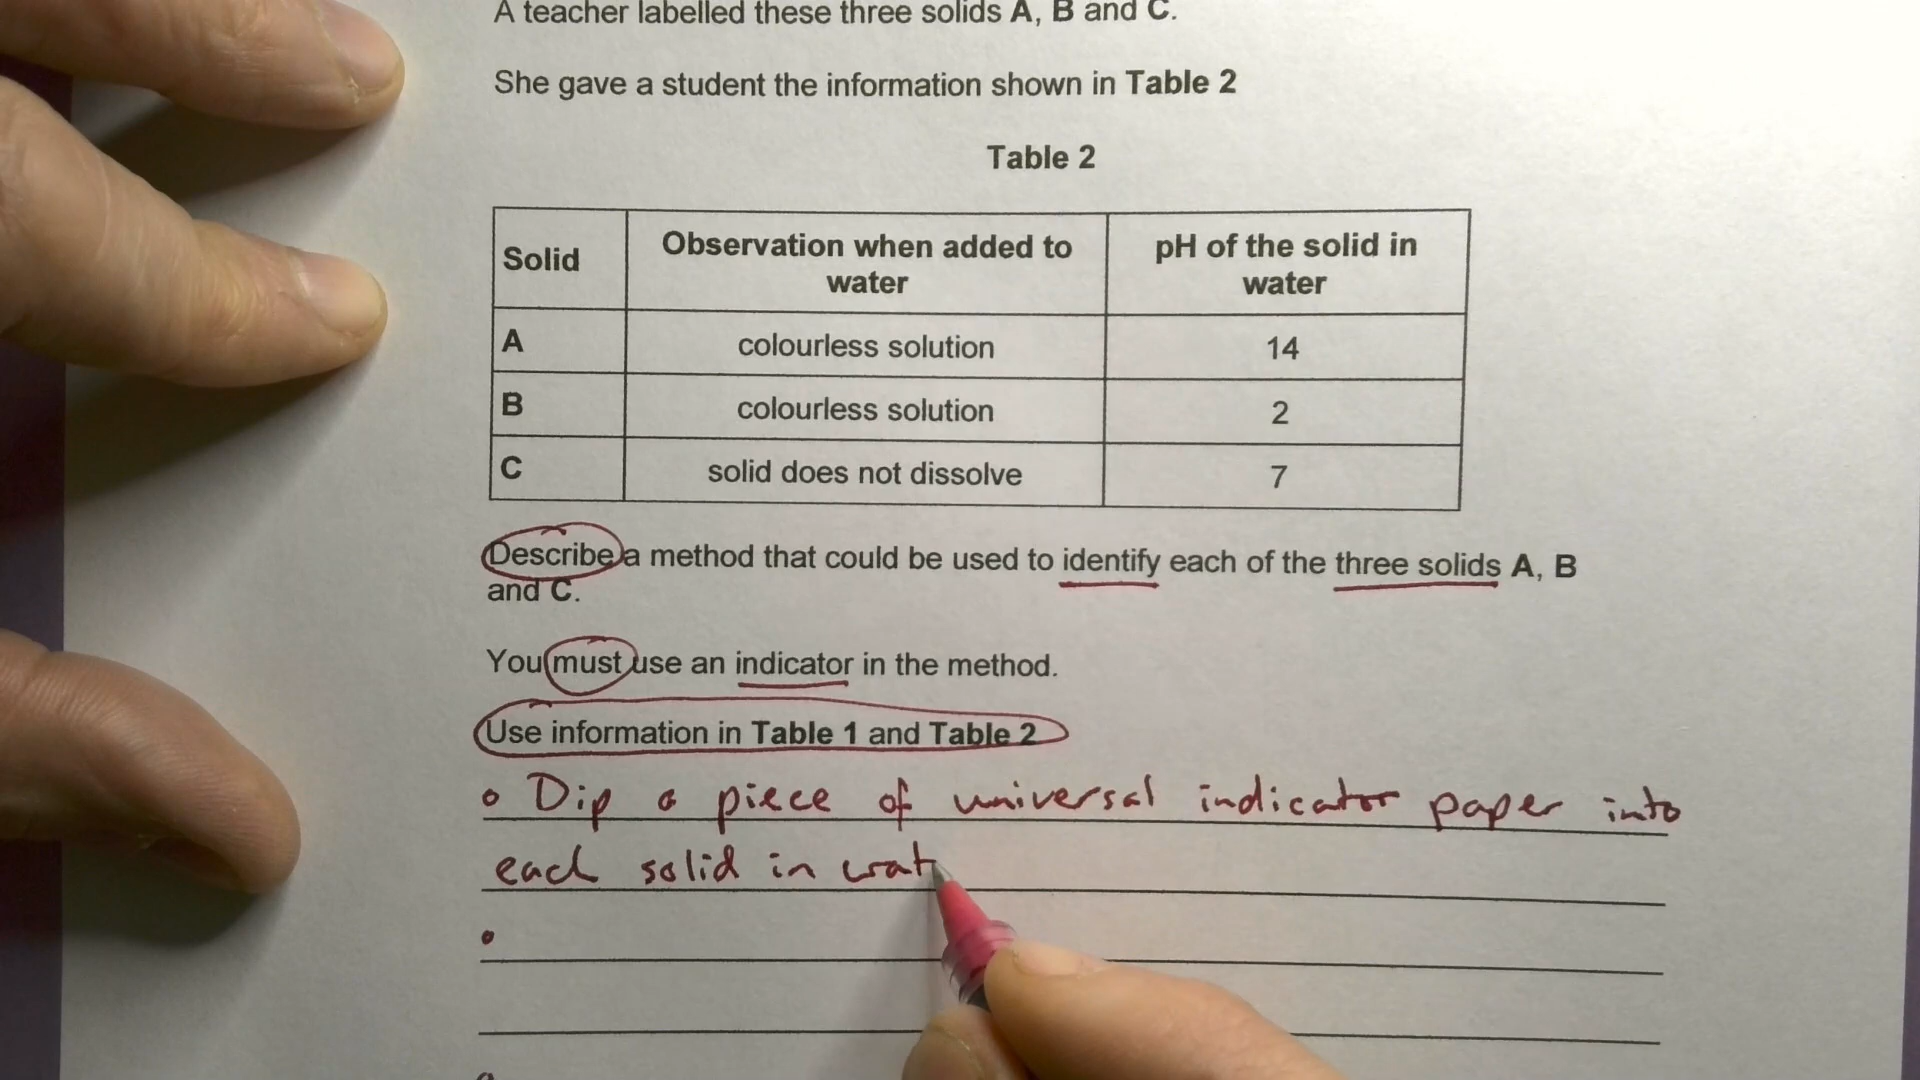 A teacher labelled these three solids A, B and C.
She gave a student the information shown in Table 2
Table 2
Solid
Observation when added to
water
pH of the solid in
water
A colourless solution 14
B colourless solution 2
C solid does not dissolve 7
Describe a method that could be used to identify each of the three solids A, B
and C.
You must use an indicator in the method.
Use information in Table 1 and Table 2
• Dip a piece of universal indicator paper into
each solid in wat
•